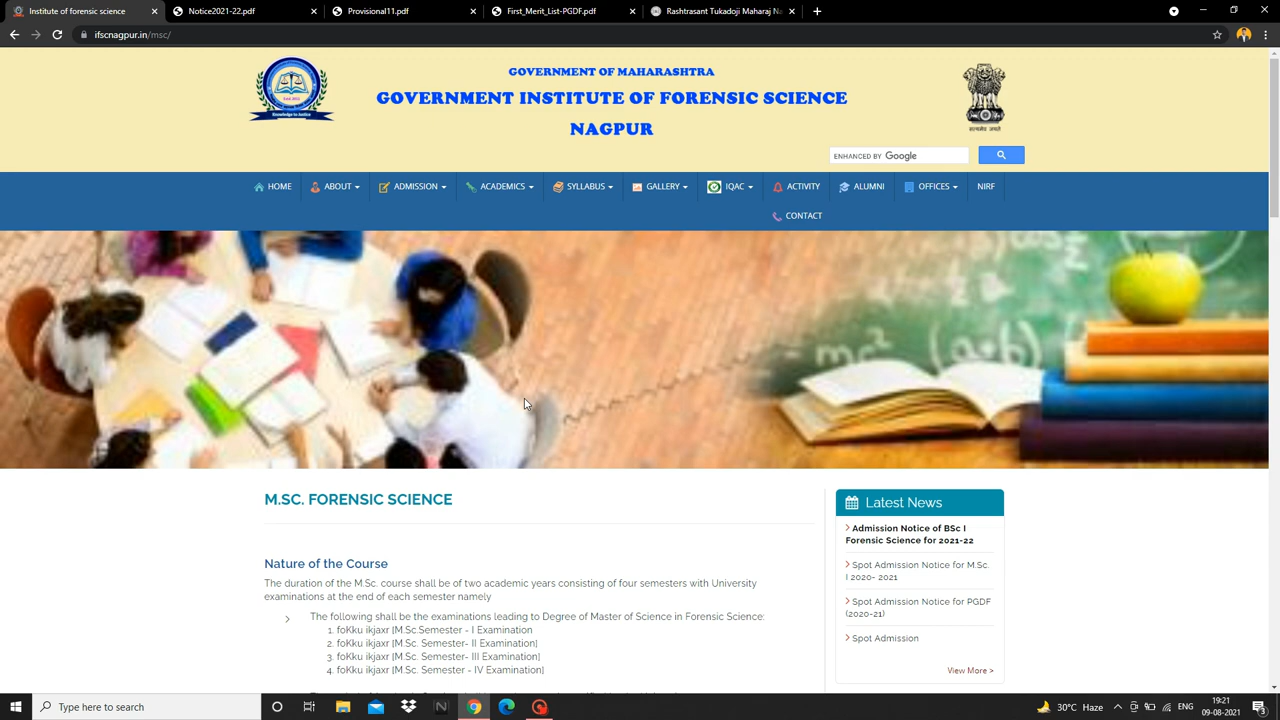 Institute of forensic science
Notice2021-22.pdf
Provisional11.pdf
First_Merit_List-PGDF.pdf
Rashtrasant Tukadoji Maharaj Na
ifscnagpur.in/msc/
GOVERNMENT OF MAHARASHTRA
GOVERNMENT INSTITUTE OF FORENSIC SCIENCE
NAGPUR
Knowledge to Justice
सत्यमेव जयते
ENHANCED BY Google
HOME
ABOUT
ADMISSION
ACADEMICS
SYLLABUS
GALLERY
IQAC
ACTIVITY
ALUMNI
OFFICES
NIRF
CONTACT
M.SC. FORENSIC SCIENCE
Nature of the Course
The duration of the M.Sc. course shall be of two academic years consisting of four semesters with University
examinations at the end of each semester namely
The following shall be the examinations leading to Degree of Master of Science in Forensic Science:
1. foKku ikjaxr [M.Sc.Semester - I Examination
2. foKku ikjaxr [M.Sc. Semester- II Examination]
3. foKku ikjaxr [M.Sc. Semester- III Examination]
4. foKku ikjaxr [M.Sc. Semester - IV Examination]
Latest News
Admission Notice of BSc I
Forensic Science for 2021-22
Spot Admission Notice for M.Sc.
I 2020- 2021
Spot Admission Notice for PGDF
(2020-21)
Spot Admission
View More >
Type here to search
30°C Haze
ENG
19:21
09-08-2021